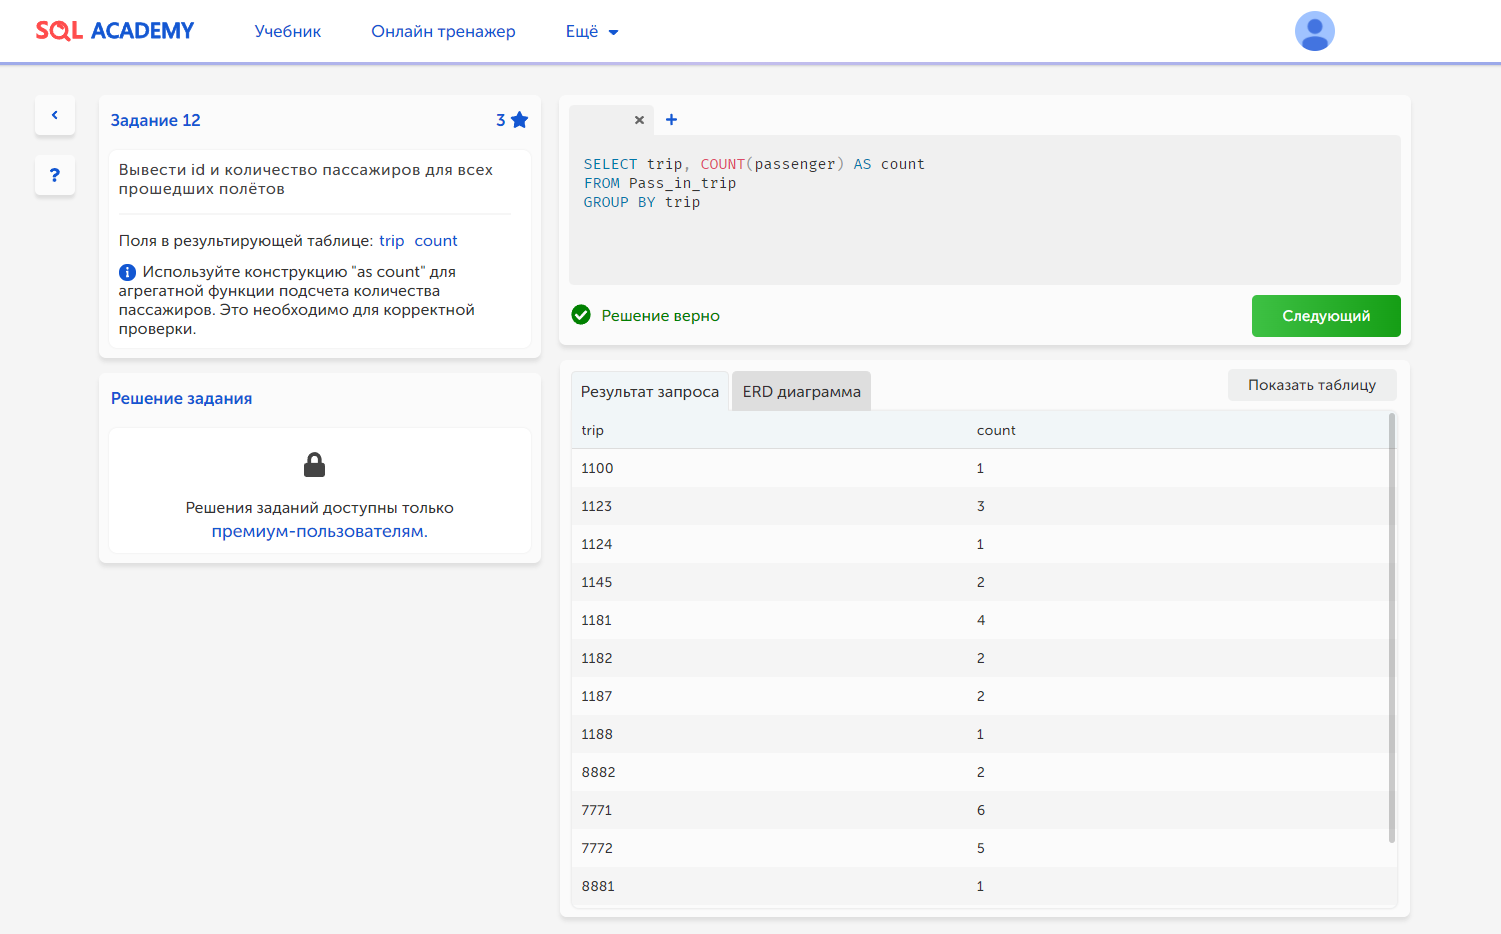 SQL ACADEMY
Учебник
Онлайн тренажер
Ещё
Задание 12
3
Вывести id и количество пассажиров для всех
прошедших полётов
Поля в результирующей таблице: trip count
Используйте конструкцию "as count" для
агрегатной функции подсчета количества
пассажиров. Это необходимо для корректной
проверки.
Решение задания
Решения заданий доступны только
премиум-пользователям.
SELECT trip, COUNT(passenger) AS count
FROM Pass_in_trip
GROUP BY trip
Решение верно
Следующий
Результат запроса
ERD диаграмма
Показать таблицу
trip count
1100 1
1123 3
1124 1
1145 2
1181 4
1182 2
1187 2
1188 1
8882 2
7771 6
7772 5
8881 1